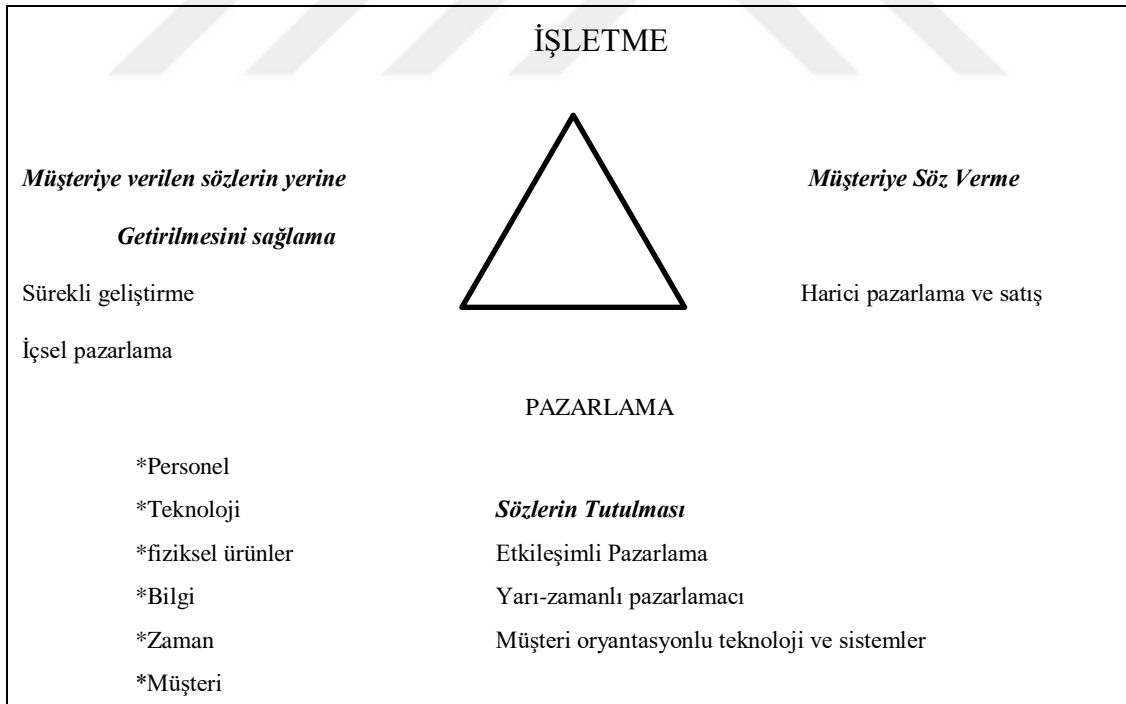 İŞLETME
Müşteriye verilen sözlerin yerine
Müşteriye Söz Verme
Getirilmesini sağlama
Sürekli geliştirme
Harici pazarlama ve satış
İçsel pazarlama
PAZARLAMA
*Personel
*Teknoloji
Sözlerin Tutulması
*fiziksel ürünler
Etkileşimli Pazarlama
*Bilgi
Yarı-zamanlı pazarlamacı
*Zaman
Müşteri oryantasyonlu teknoloji ve sistemler
*Müşteri